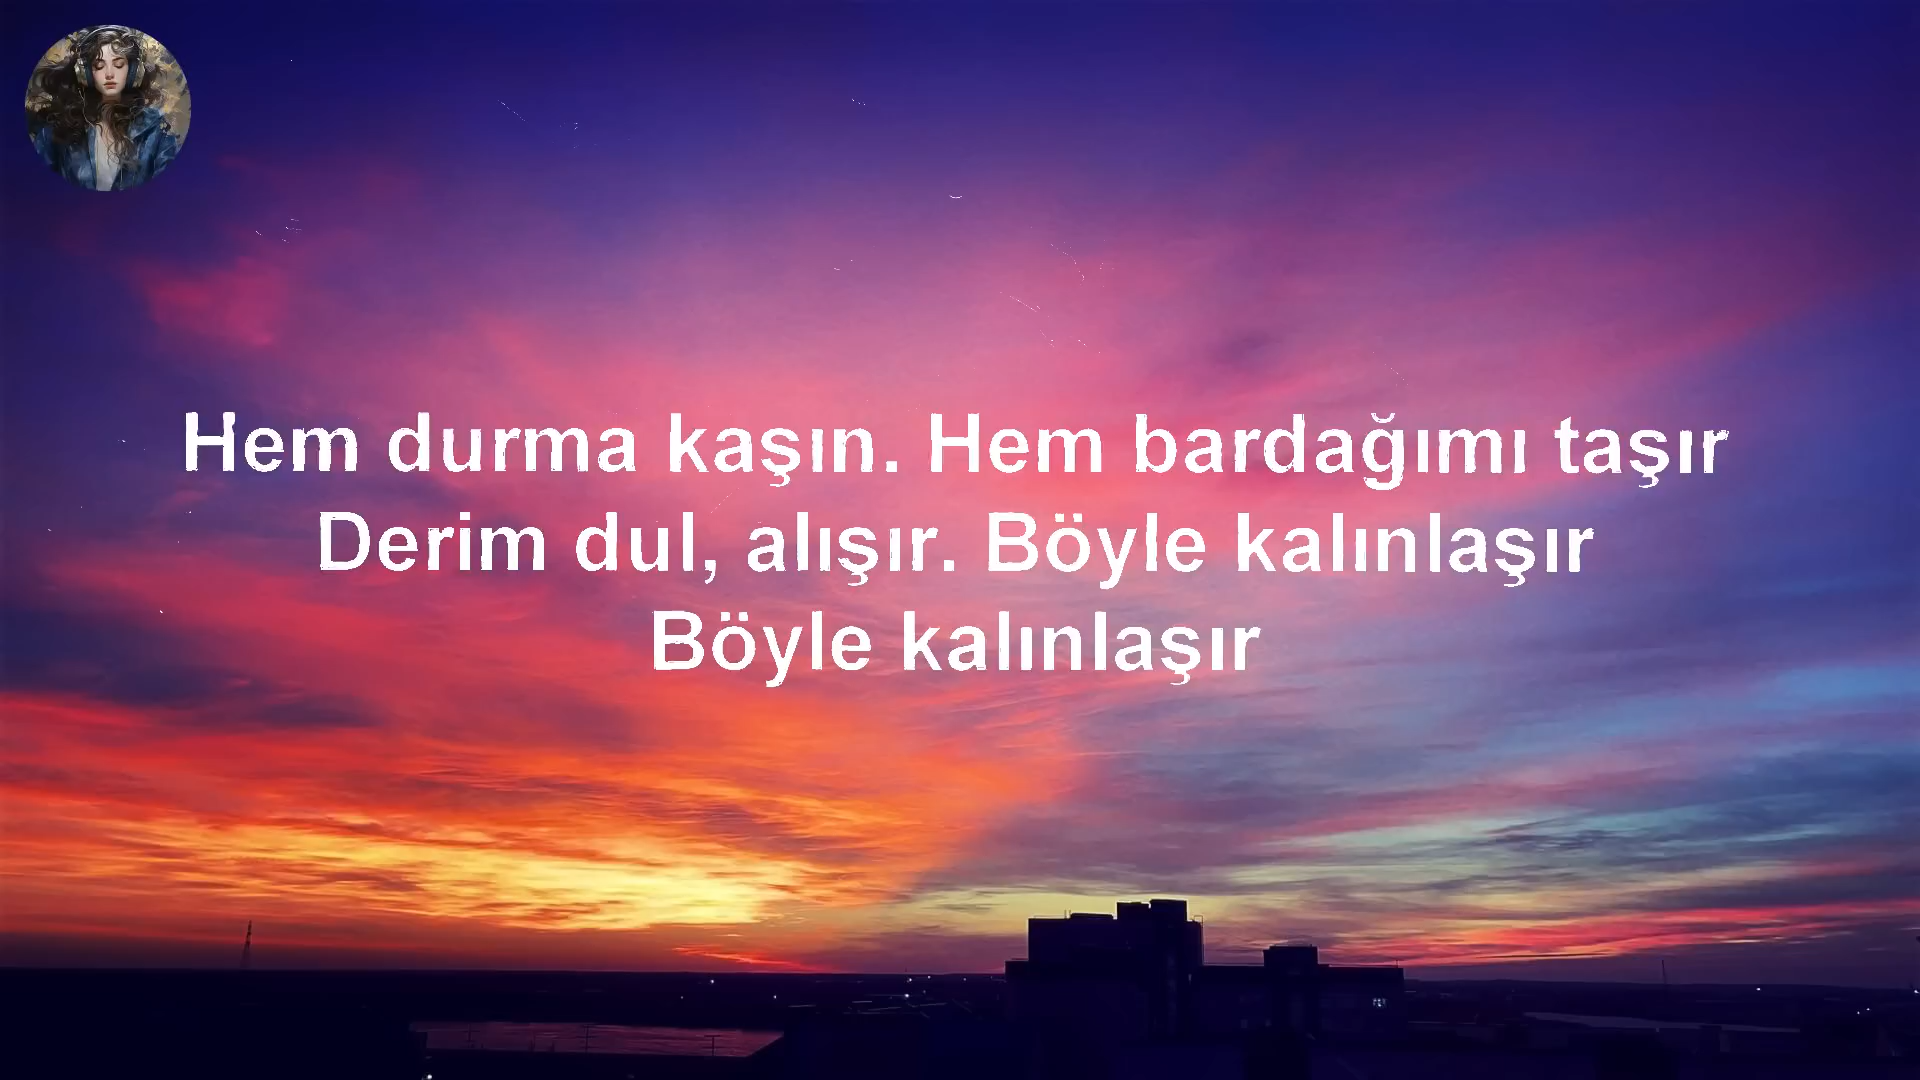 Hem durma kaşın. Hem bardağımı taşır
Derim dul, alışır. Böyle kalınlaşır
Böyle kalınlaşır